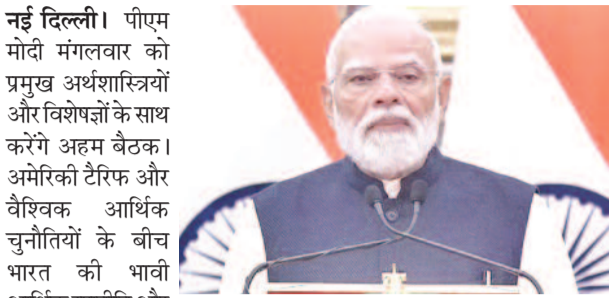 नई दिल्ली। पीएम
मोदी मंगलवार को
प्रमुख अर्थशास्त्रियों
और विशेषज्ञों के साथ
करेंगे अहम बैठक।
अमेरिकी टैरिफ और
वैश्विक आर्थिक
चुनौतियों के बीच
भारत की भावी